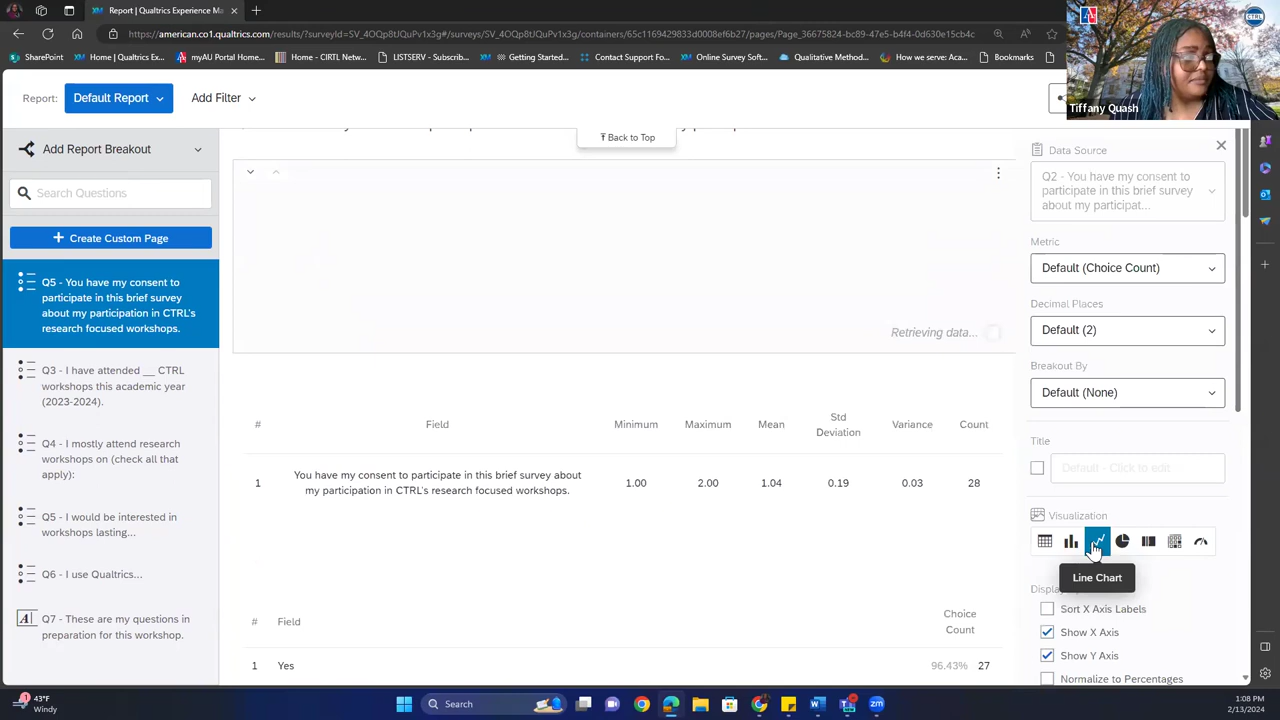 Report | Qualtrics Experience Ma
https://american.co1.qualtrics.com/results/?surveyId=SV_4OQp8tJQuPv1x3g#/surveys/SV_4OQp8tJQuPv1x3g/containers/65c1169429833d0008ef6b27/pages/Page_36675824-bc89-47e5-b4f4-0d630e15cb4c
SharePoint
Home | Qualtrics Ex...
myAU Portal Home...
Home - CIRTL Netw...
LISTSERV - Subscrib...
Getting Started...
Contact Support Fo...
Online Survey Soft...
Qualitative Method...
How we serve: Aca...
Bookmarks
CTRL
Tiffany Quash
Report:
Default Report
Add Filter
Add Report Breakout
Search Questions
+ Create Custom Page
Q5 - You have my consent to
participate in this brief survey
about my participation in CTRL's
research focused workshops.
Q3 - I have attended __ CTRL
workshops this academic year
(2023-2024).
Q4 - I mostly attend research
workshops on (check all that
apply):
Q5 - I would be interested in
workshops lasting...
Q6 - I use Qualtrics...
A
Q7 - These are my questions in
preparation for this workshop.
Back to Top
Retrieving data...
# Field Minimum Maximum Mean Std Deviation Variance Count
1 You have my consent to participate in this brief survey about
my participation in CTRL's research focused workshops. 1.00 2.00 1.04 0.19 0.03 28
# Field Choice Count
1 Yes 96.43% 27
Data Source
Q2 - You have my
consent to
participate in this brief survey
about my participat...
Metric
Default (Choice Count)
Decimal Places
Default (2)
Breakout By
Default (None)
Title
Default - Click to edit
Visualization
Line Chart
Display
Sort X Axis Labels
Show X Axis
Show Y Axis
Normalize to Percentages
43°F
Windy
Search
1:08 PM
2/13/2024